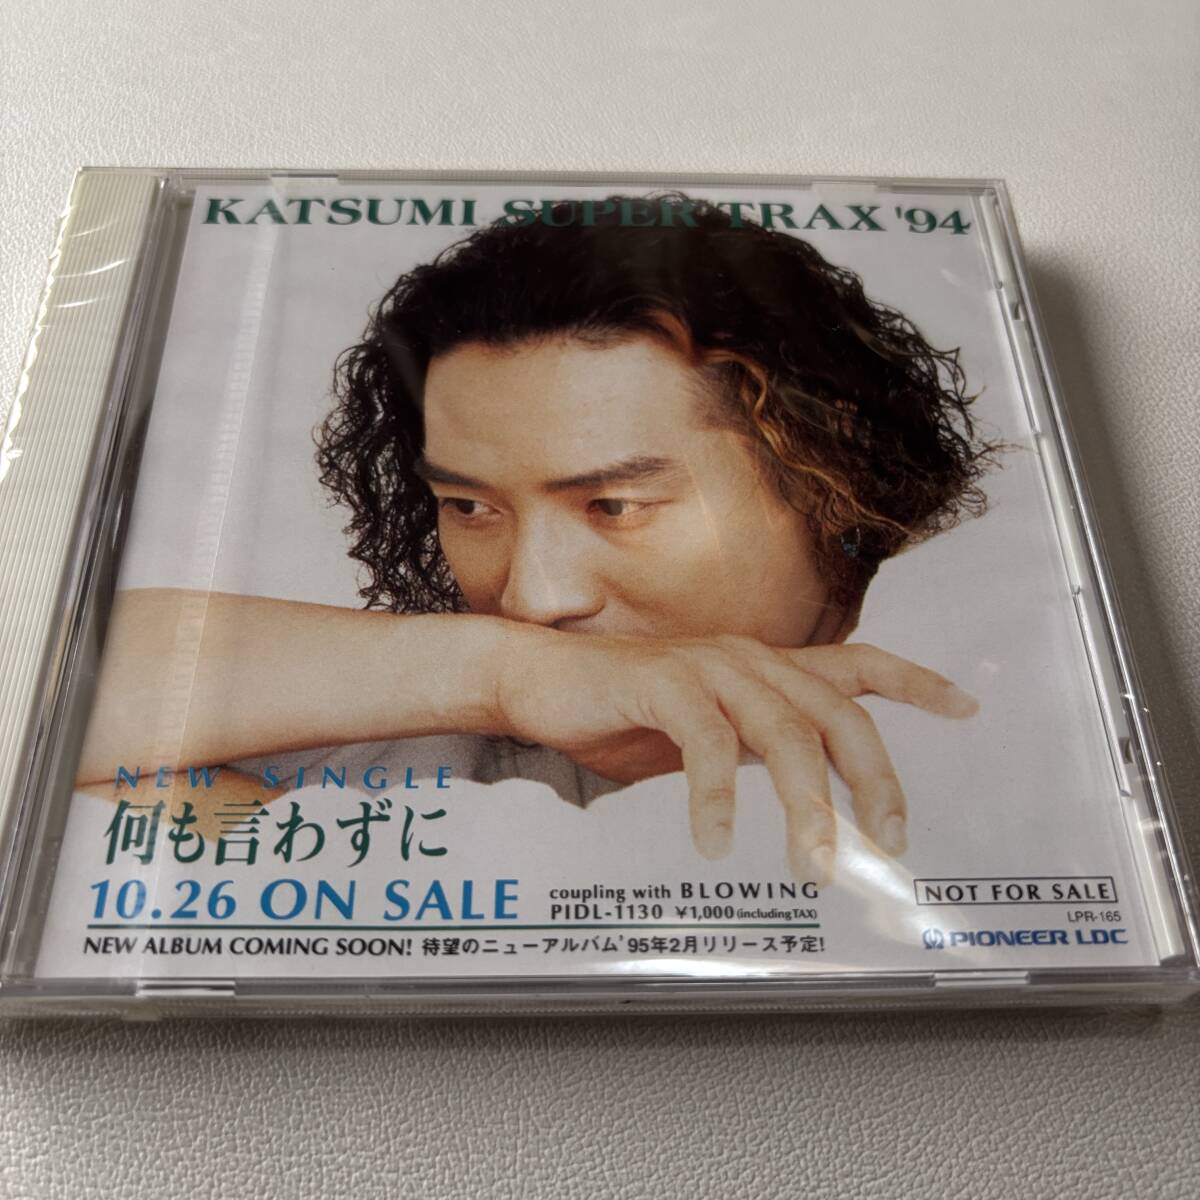 KATSUMI SUPER TRAX '94
NEW SINGLE
何も言わずに
10.26 ON SALE
coupling with BLOWING
PIDL-1130 ¥1,000 (including TAX)
NEW ALBUM COMING SOON! 待望のニューアルバム'95年2月リリース予定!
NOT FOR SALE
LPR-165
PIONEER LDC